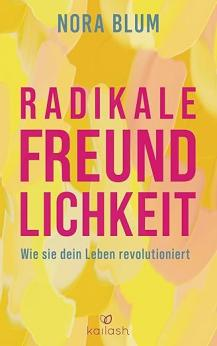 NORA BLUM
RADIKALE
FREUND
LICHKEIT
Wie sie dein Leben revolutioniert
kailash